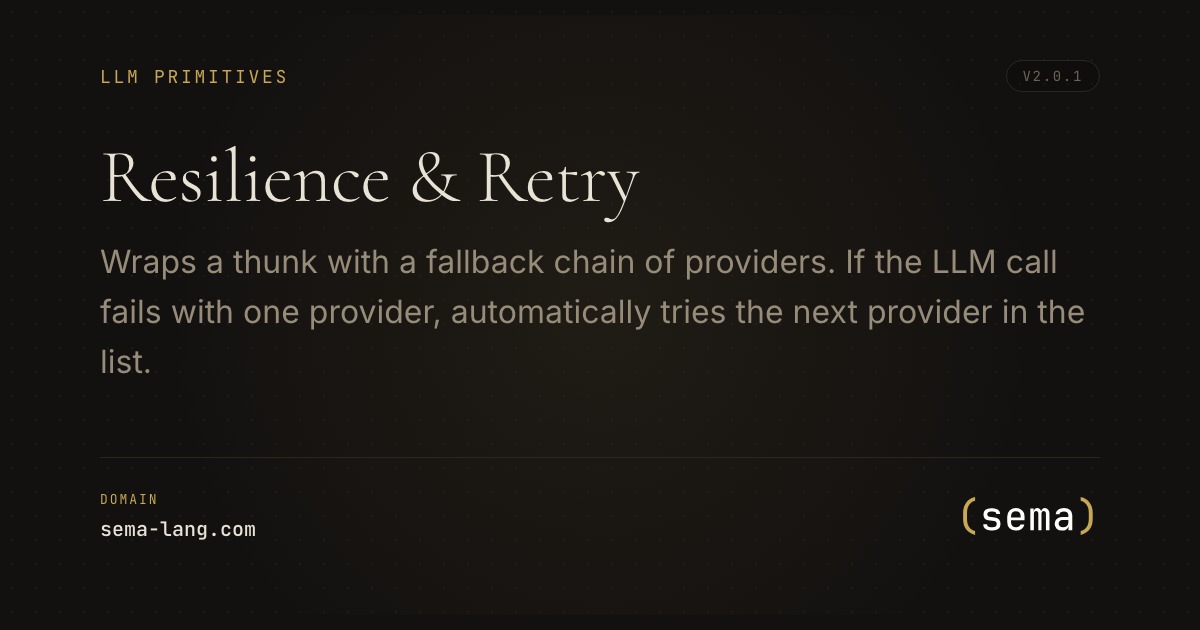 LLM PRIMITIVES
V2.0.1
Resilience & Retry
Wraps a thunk with a fallback chain of providers. If the LLM call
fails with one provider, automatically tries the next provider in the
list.
DOMAIN
sema-lang.com
(sema)